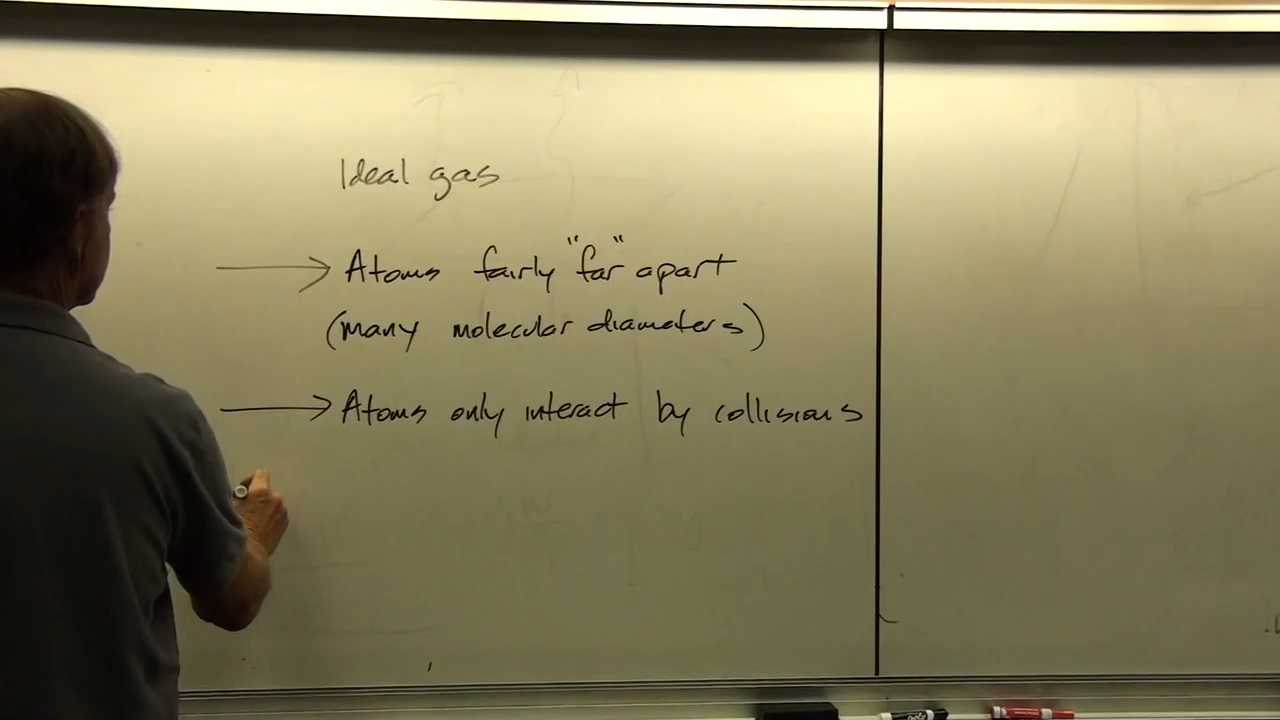 Ideal gas
→ Atoms fairly "far" apart
(many molecular diameters)
→ Atoms only interact by collisions